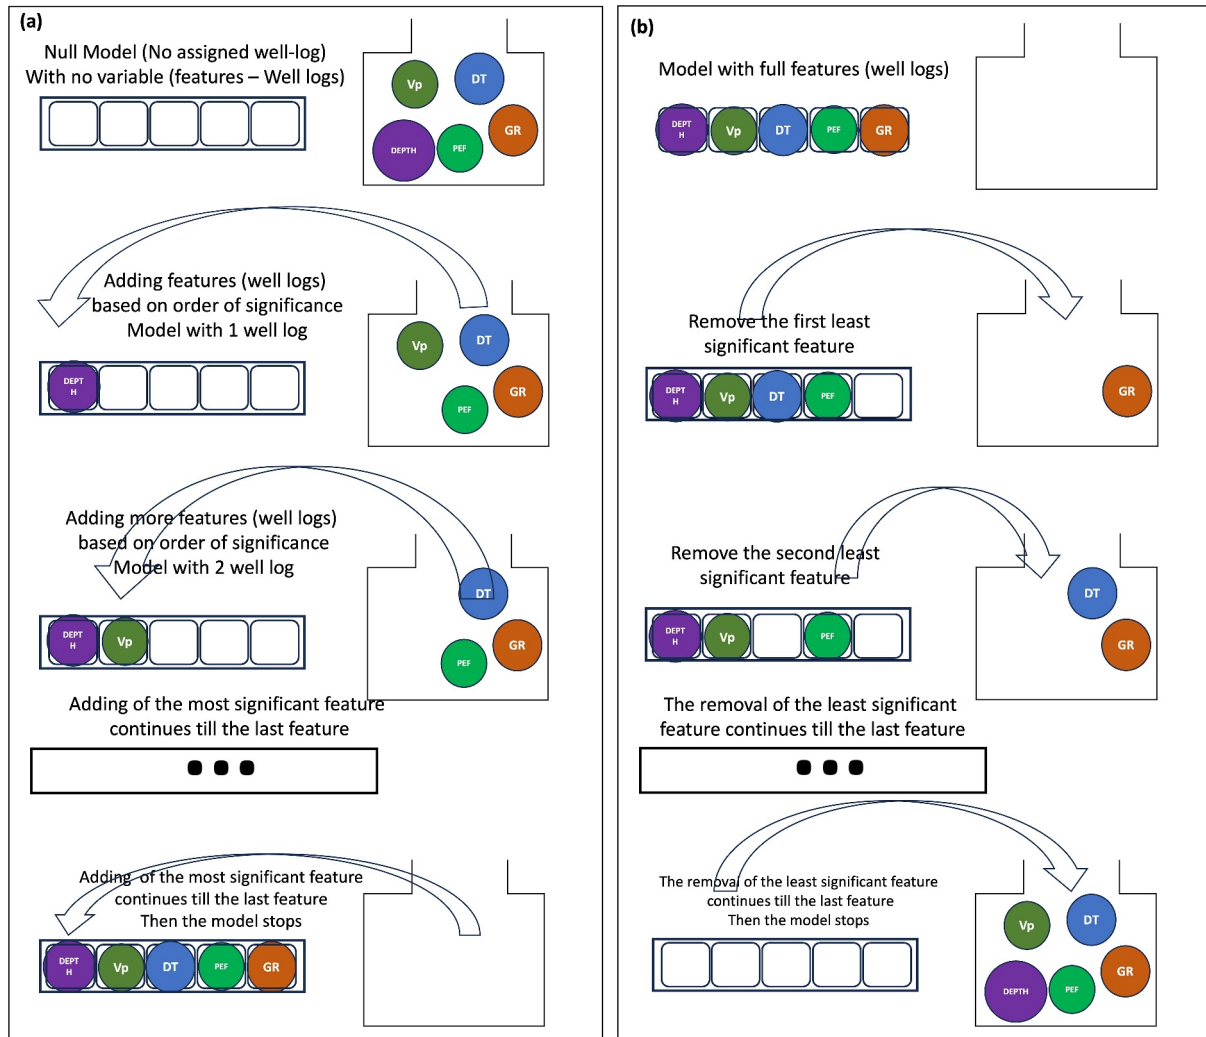 (a)
Null Model (No assigned well-log)
With no variable (features – Well logs)
Vp
DT
DEPTH
PEF
GR
Adding features (well logs)
based on order of significance
Model with 1 well log
DEPT
H
Vp
DT
PEF
GR
Adding more features (well logs)
based on order of significance
Model with 2 well log
DEPT
H
Vp
DT
PEF
GR
Adding of the most significant feature
continues till the last feature
Adding of the most significant feature
continues till the last feature
Then the model stops
DEPT
H
Vp
DT
PEF
GR
(b)
Model with full features (well logs)
DEPT
H
Vp
DT
PEF
GR
Remove the first least
significant feature
DEPT
H
Vp
DT
PEF
GR
Remove the second least
significant feature
DEPT
H
Vp
PEF
DT
GR
The removal of the least significant
feature continues till the last feature
The removal of the least significant feature
continues till the last feature
Then the model stops
Vp
DT
DEPTH
PEF
GR